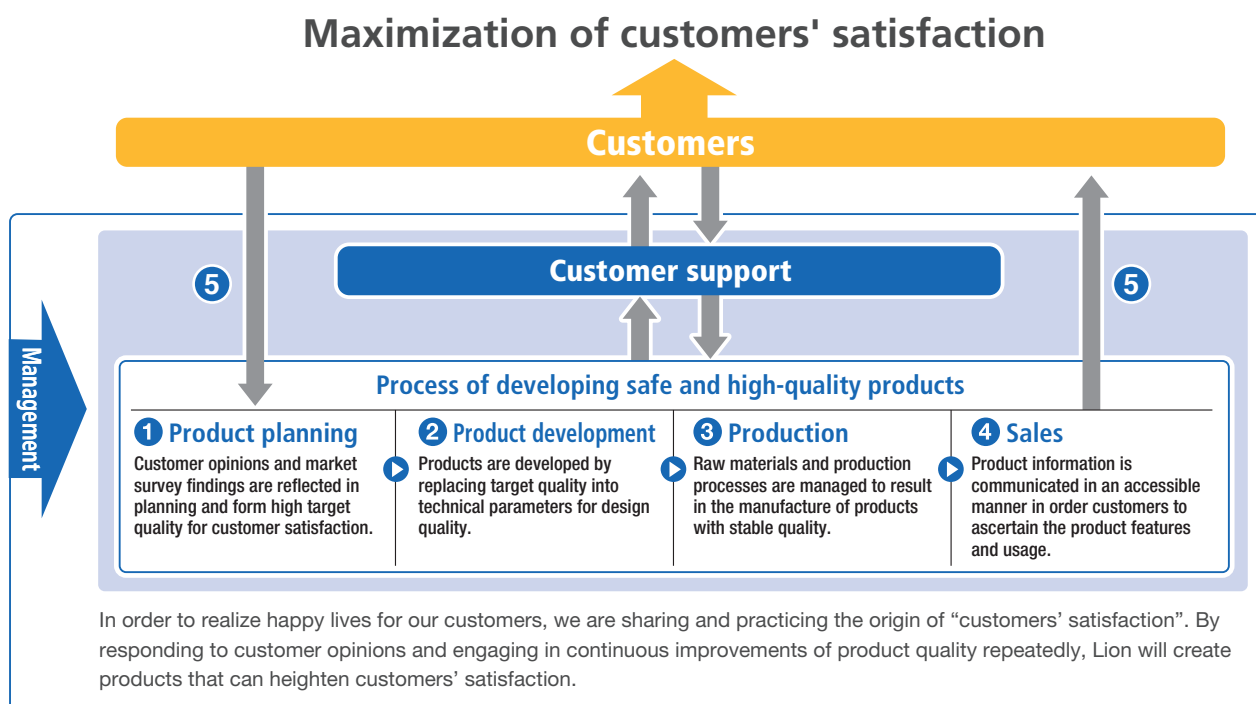 Maximization of customers' satisfaction
Customers
Customer support
5
5
Management
Process of developing safe and high-quality products
1 Product planning
Customer opinions and market
survey findings are reflected in
planning and form high target
quality for customer satisfaction.
2 Product development
Products are developed by
replacing target quality into
technical parameters for design
quality.
3 Production
Raw materials and production
processes are managed to result
in the manufacture of products
with stable quality.
4 Sales
Product information is
communicated in an accessible
manner in order customers to
ascertain the product features
and usage.
In order to realize happy lives for our customers, we are sharing and practicing the origin of “customers’ satisfaction”. By
responding to customer opinions and engaging in continuous improvements of product quality repeatedly, Lion will create
products that can heighten customers’ satisfaction.